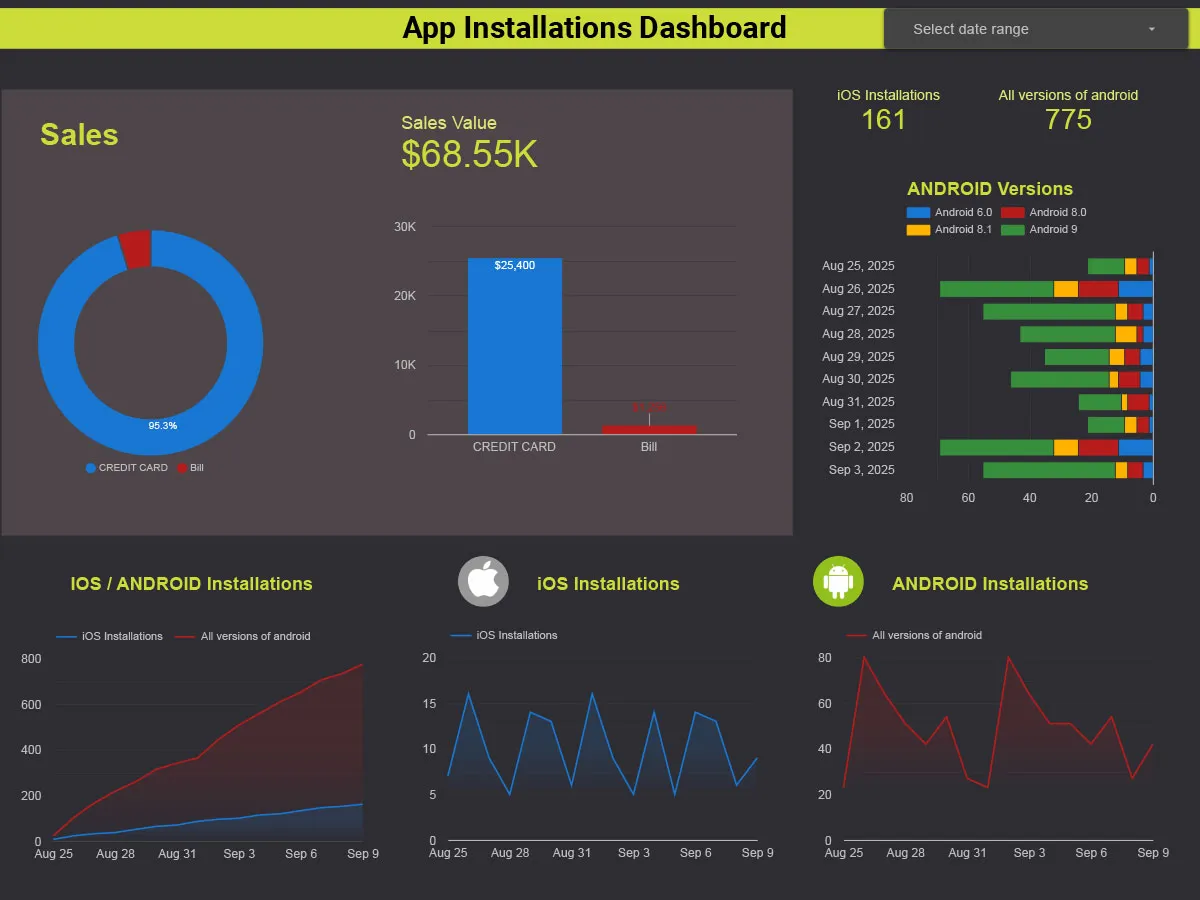 App Installations Dashboard
Select date range
Sales
Sales Value
$68.55K
95.3%
CREDIT CARD Bill
30K
20K
10K
0
$25,400
CREDIT CARD Bill
iOS Installations
161
All versions of android
775
ANDROID Versions
Android 6.0 Android 8.0
Android 8.1 Android 9
Aug 25, 2025
Aug 26, 2025
Aug 27, 2025
Aug 28, 2025
Aug 29, 2025
Aug 30, 2025
Aug 31, 2025
Sep 1, 2025
Sep 2, 2025
Sep 3, 2025
80 60 40 20 0
IOS / ANDROID Installations
iOS Installations All versions of android
800
600
400
200
0
Aug 25 Aug 28 Aug 31 Sep 3 Sep 6 Sep 9
iOS Installations
iOS Installations
20
15
10
5
0
Aug 25 Aug 28 Aug 31 Sep 3 Sep 6 Sep 9
ANDROID Installations
All versions of android
80
60
40
20
0
Aug 25 Aug 28 Aug 31 Sep 3 Sep 6 Sep 9